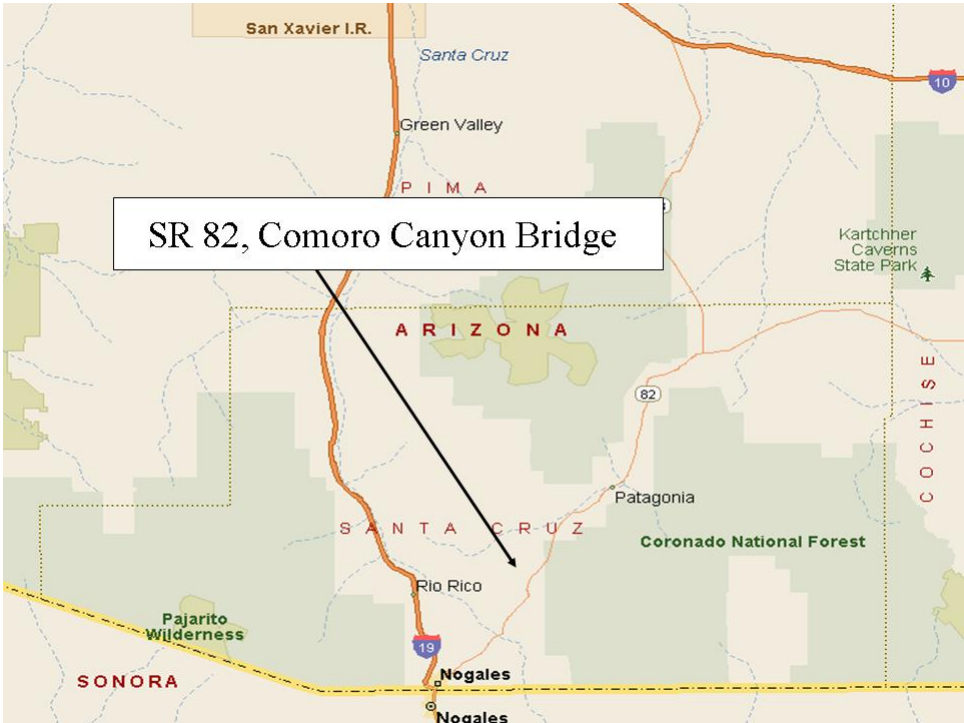 San Xavier I.R.
Santa Cruz
10
Green Valley
PIMA
SR 82, Comoro Canyon Bridge
Kartchner
Caverns
State Park
ARIZONA
COCHISE
82
Patagonia
SANTA CRUZ
Coronado National Forest
Rio Rico
Pajarito
Wilderness
19
SONORA
Nogales
Nogales